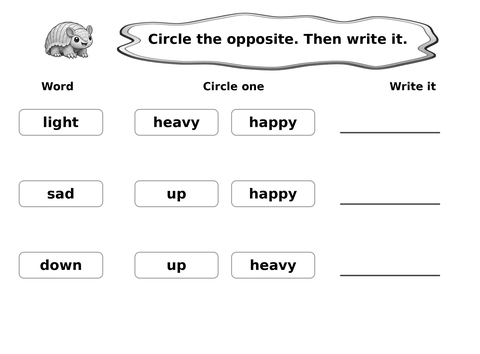 Circle the opposite. Then write it.
Word Circle one Write it
light heavy happy
sad up happy
down up heavy